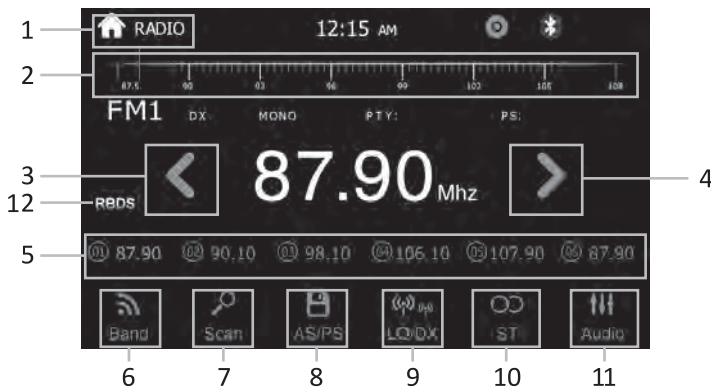 1 RADIO 12:15 AM
2 87.5 90 93 96 99 102 105 108
FM1 DX MONO PTY: PS:
3 87.90 Mhz 4
12 RBDS
5 01 87.90 02 90.10 03 98.10 04 106.10 05 107.90 06 87.90
Band Scan AS/PS LO/DX ST Audio
6 7 8 9 10 11